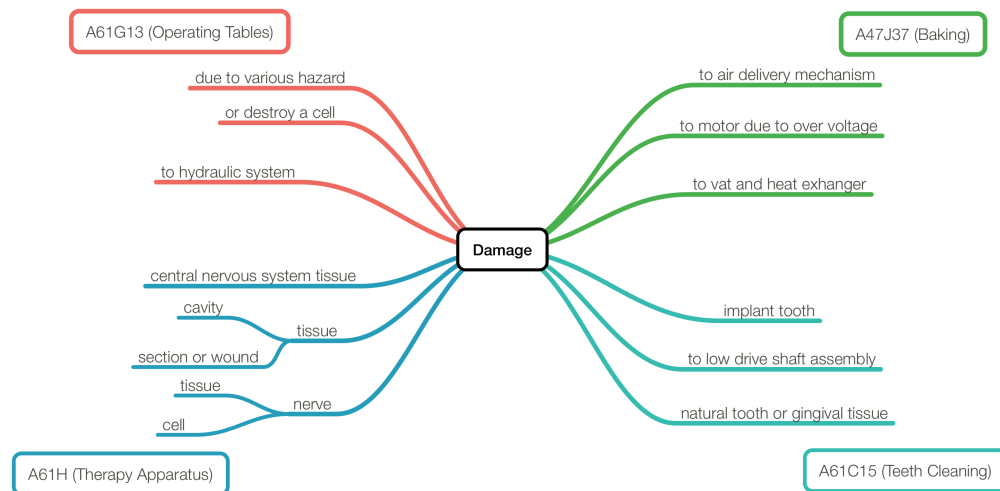 A61G13 (Operating Tables)
due to various hazard
or destroy a cell
to hydraulic system
A47J37 (Baking)
to air delivery mechanism
to motor due to over voltage
to vat and heat exhanger
Damage
central nervous system tissue
cavity
tissue
section or wound
tissue
nerve
cell
A61H (Therapy Apparatus)
implant tooth
to low drive shaft assembly
natural tooth or gingival tissue
A61C15 (Teeth Cleaning)